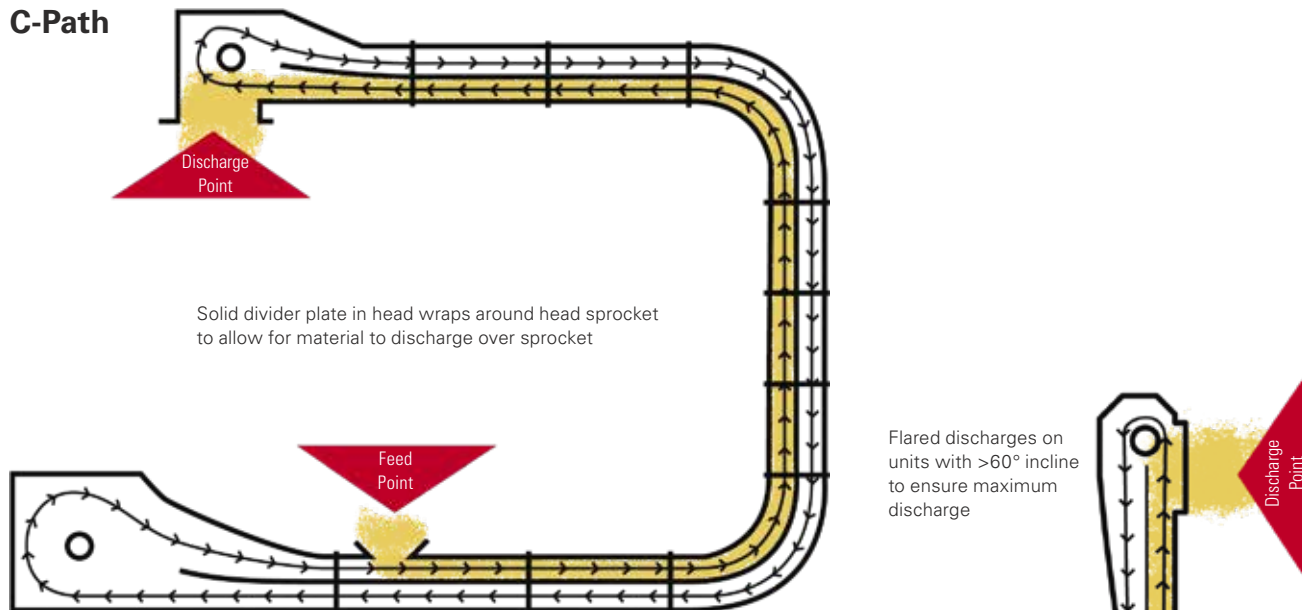 C-Path
Discharge
Point
Solid divider plate in head wraps around head sprocket
to allow for material to discharge over sprocket
Feed
Point
Flared discharges on
units with >60° incline
to ensure maximum
discharge
Discharge
Point